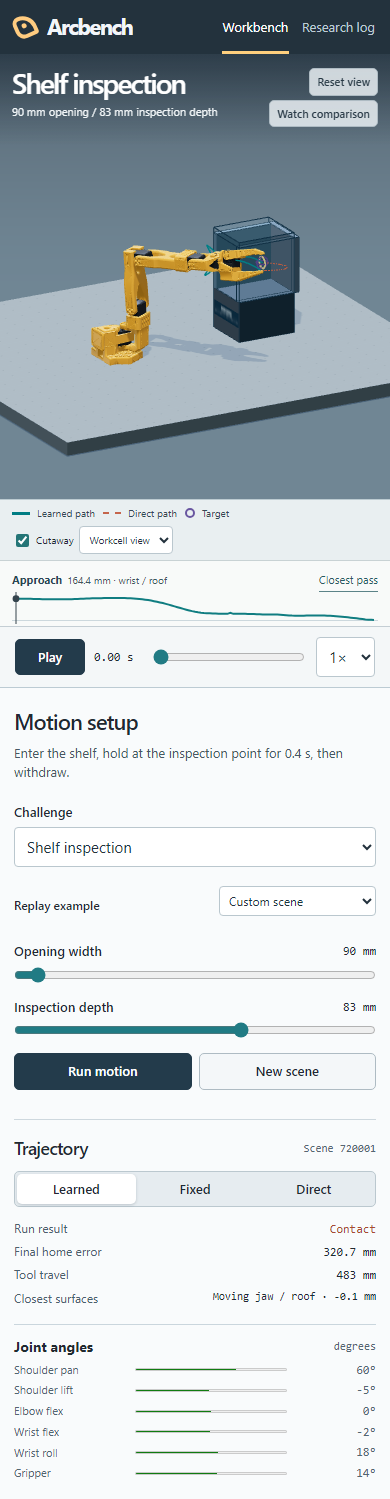 Arcbench
Workbench
Research log
Shelf inspection
90 mm opening / 83 mm inspection depth
Reset view
Watch comparison
Learned path
Direct path
Target
Cutaway
Workcell view
Approach 164.4 mm · wrist / roof
Closest pass
Play
0.00 s
1×
Motion setup
Enter the shelf, hold at the inspection point for 0.4 s, then
withdraw.
Challenge
Shelf inspection
Replay example
Custom scene
Opening width
90 mm
Inspection depth
83 mm
Run motion
New scene
Trajectory
Scene 720001
Learned
Fixed
Direct
Run result
Contact
Final home error
320.7 mm
Tool travel
483 mm
Closest surfaces
Moving jaw / roof · -0.1 mm
Joint angles
degrees
Shoulder pan
60°
Shoulder lift
-5°
Elbow flex
0°
Wrist flex
-2°
Wrist roll
18°
Gripper
14°